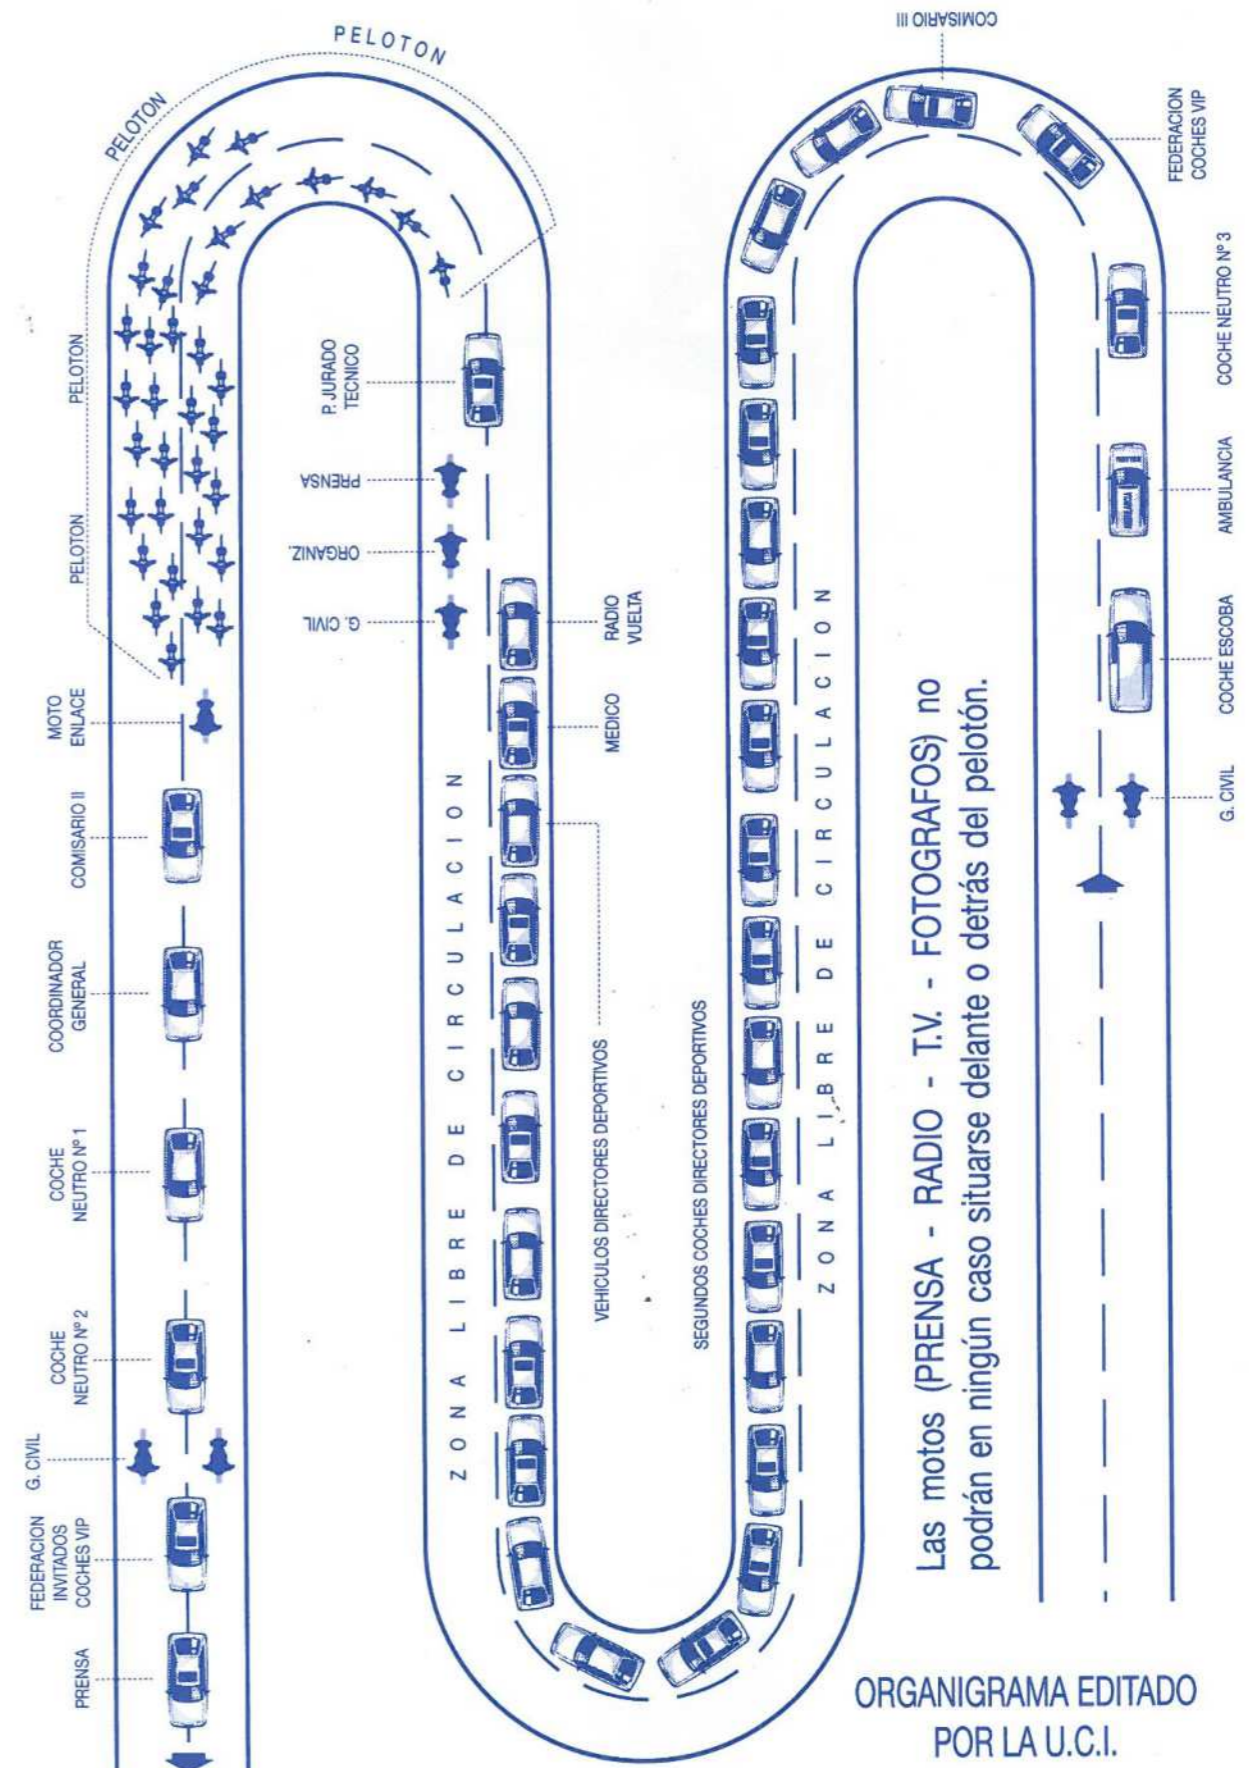 PELOTON
PELOTON
PELOTON
PELOTON
MOTO
ENLACE
COMISARIO II
COORDINADOR
GENERAL
COCHE
NEUTRO Nº 1
COCHE
NEUTRO Nº 2
G. CIVIL
FEDERACION
INVITADOS
COCHES VIP
PRENSA
P. JURADO
TECNICO
PRENSA
ORGANIZ.
G. CIVIL
RADIO
VUELTA
MEDICO
ZONA LIBRE DE CIRCULACION
VEHICULOS DIRECTORES DEPORTIVOS
SEGUNDOS COCHES DIRECTORES DEPORTIVOS
ZONA LIBRE DE CIRCULACION
COMISARIO III
FEDERACION
COCHES VIP
COCHE NEUTRO Nº 3
AMBULANCIA
AMBULANCIA
COCHE ESCOBA
G. CIVIL
Las motos (PRENSA - RADIO - T.V. - FOTOGRAFOS) no
podrán en ningún caso situarse delante o detrás del pelotón.
ORGANIGRAMA EDITADO
POR LA U.C.I.